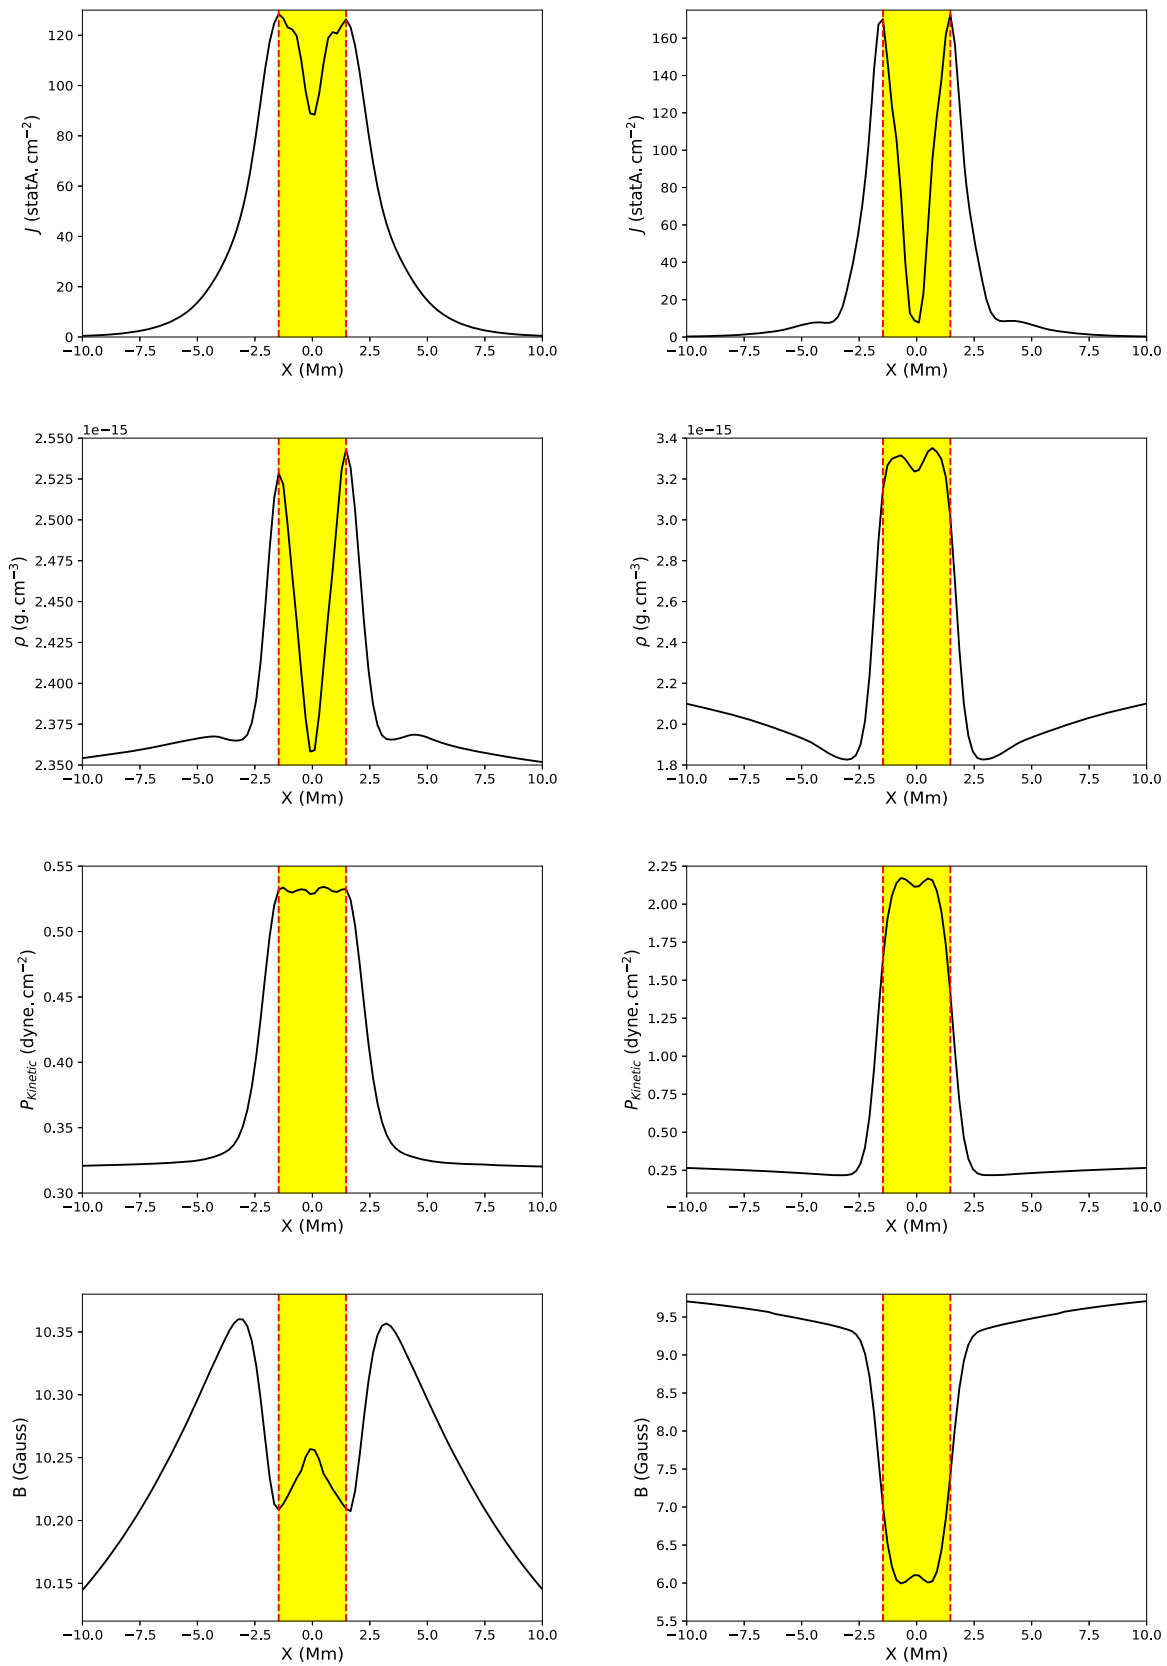 120
100
80
60
40
20
0
J (statA. cm−2)
−10.0 −7.5 −5.0 −2.5 0.0 2.5 5.0 7.5 10.0
X (Mm)
160
140
120
100
80
60
40
20
0
J (statA. cm−2)
−10.0 −7.5 −5.0 −2.5 0.0 2.5 5.0 7.5 10.0
X (Mm)
1e−15
2.550
2.525
2.500
2.475
2.450
2.425
2.400
2.375
2.350
ρ (g. cm−3)
−10.0 −7.5 −5.0 −2.5 0.0 2.5 5.0 7.5 10.0
X (Mm)
1e−15
3.4
3.2
3.0
2.8
2.6
2.4
2.2
2.0
1.8
ρ (g. cm−3)
−10.0 −7.5 −5.0 −2.5 0.0 2.5 5.0 7.5 10.0
X (Mm)
0.55
0.50
0.45
0.40
0.35
0.30
PKinetic (dyne. cm−2)
−10.0 −7.5 −5.0 −2.5 0.0 2.5 5.0 7.5 10.0
X (Mm)
2.25
2.00
1.75
1.50
1.25
1.00
0.75
0.50
0.25
PKinetic (dyne. cm−2)
−10.0 −7.5 −5.0 −2.5 0.0 2.5 5.0 7.5 10.0
X (Mm)
10.35
10.30
10.25
10.20
10.15
B (Gauss)
−10.0 −7.5 −5.0 −2.5 0.0 2.5 5.0 7.5 10.0
X (Mm)
9.5
9.0
8.5
8.0
7.5
7.0
6.5
6.0
5.5
B (Gauss)
−10.0 −7.5 −5.0 −2.5 0.0 2.5 5.0 7.5 10.0
X (Mm)